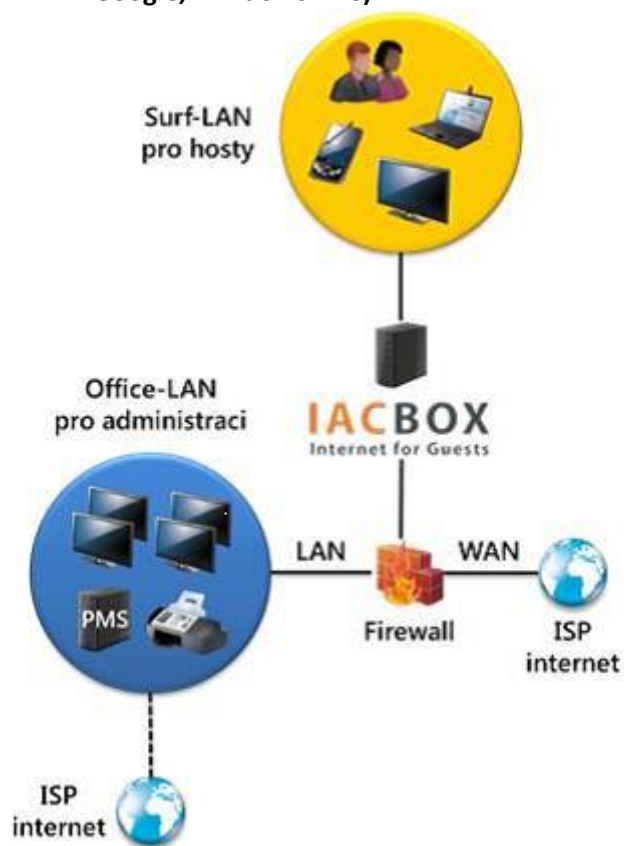 Google,
Surf-LAN
pro hosty
Office-LAN
pro administraci
IACBOX
Internet for Guests
LAN
WAN
PMS
Firewall
ISP
internet
ISP
internet